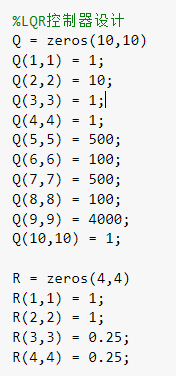 %LQR控制器设计
Q = zeros(10,10)
Q(1,1) = 1;
Q(2,2) = 10;
Q(3,3) = 1;
Q(4,4) = 1;
Q(5,5) = 500;
Q(6,6) = 100;
Q(7,7) = 500;
Q(8,8) = 100;
Q(9,9) = 4000;
Q(10,10) = 1;
R = zeros(4,4)
R(1,1) = 1;
R(2,2) = 1;
R(3,3) = 0.25;
R(4,4) = 0.25;